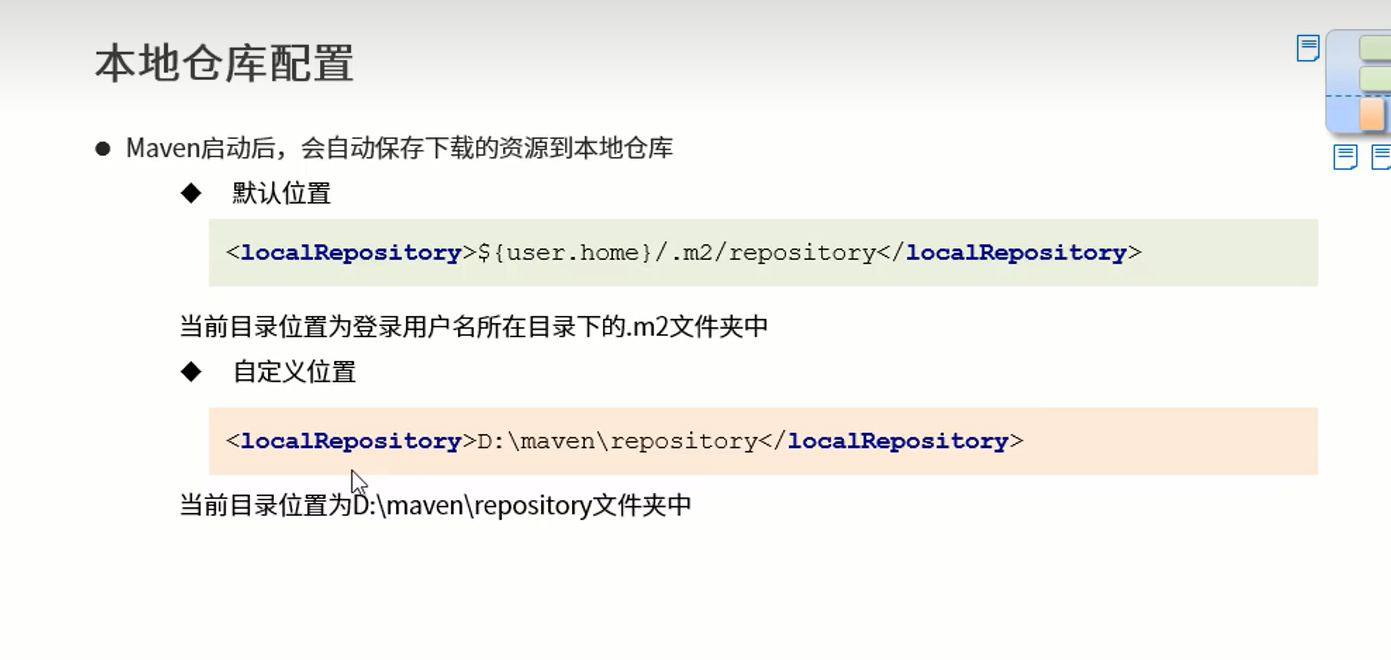 本地仓库配置
● Maven启动后，会自动保存下载的资源到本地仓库
◆ 默认位置
<localRepository>${user.home}/.m2/repository</localRepository>
当前目录位置为登录用户名所在目录下的.m2文件夹中
◆ 自定义位置
<localRepository>D:\maven\repository</localRepository>
当前目录位置为D:\maven\repository文件夹中